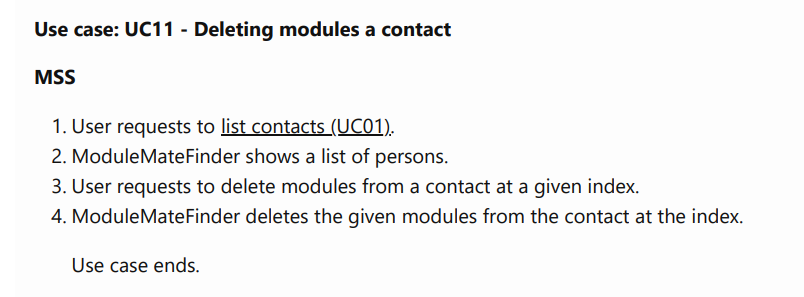 Use case: UC11 - Deleting modules a contact
MSS
1. User requests to list contacts (UC01).
2. ModuleMateFinder shows a list of persons.
3. User requests to delete modules from a contact at a given index.
4. ModuleMateFinder deletes the given modules from the contact at the index.
Use case ends.